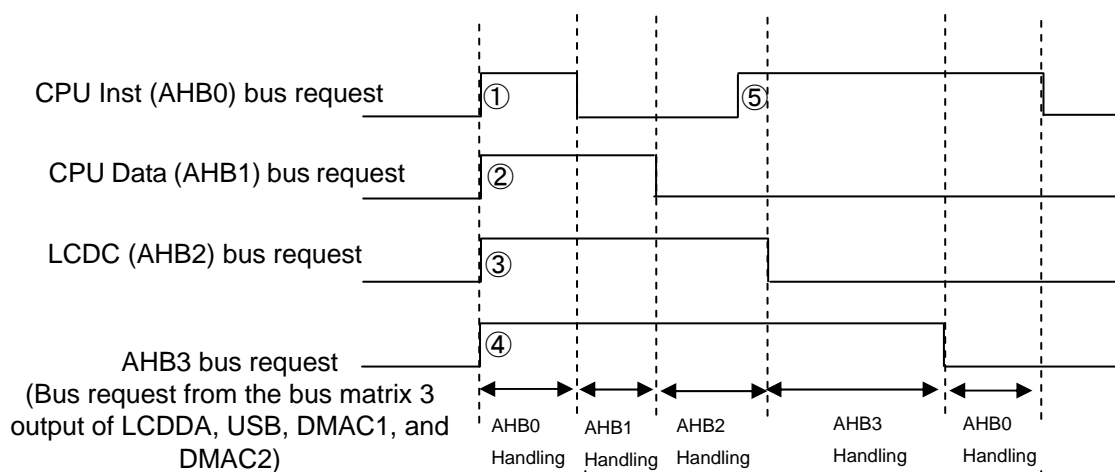 CPU Inst (AHB0) bus request
①
⑤
CPU Data (AHB1) bus request
②
LCDC (AHB2) bus request
③
AHB3 bus request
(Bus request from the bus matrix 3
output of LCDDA, USB, DMAC1, and
DMAC2)
④
AHB0
Handling
AHB1
Handling
AHB2
Handling
AHB3
Handling
AHB0
Handling